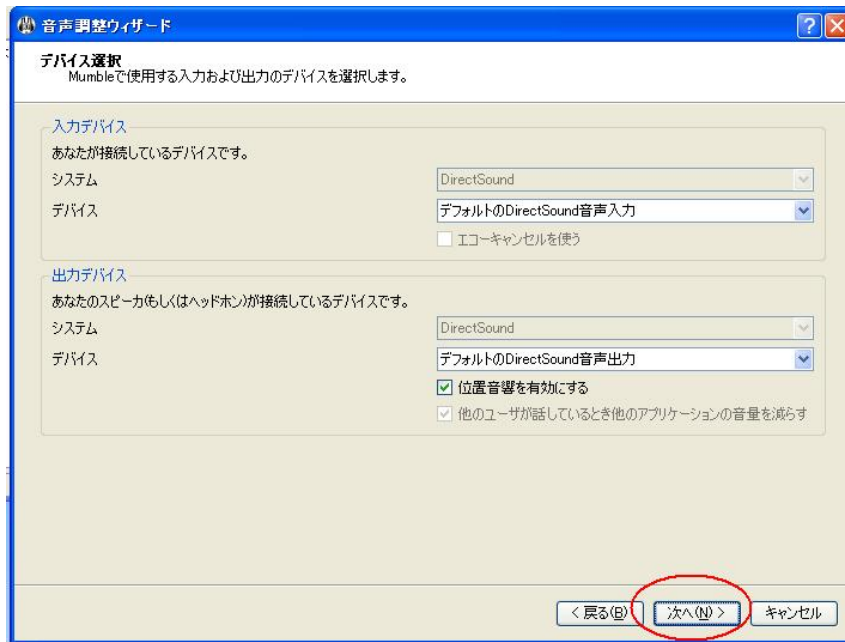 音声調整ウィザード
デバイス選択
Mumbleで使用する入力および出力のデバイスを選択します。
入力デバイス
あなたが接続しているデバイスです。
システム DirectSound
デバイス デフォルトのDirectSound音声入力
エコーキャンセルを使う
出力デバイス
あなたのスピーカ(もしくはヘッドホン)が接続しているデバイスです。
システム DirectSound
デバイス デフォルトのDirectSound音声出力
位置音響を有効にする
他のユーザが話しているとき他のアプリケーションの音量を減らす
< 戻る(B) 次へ(N) > キャンセル